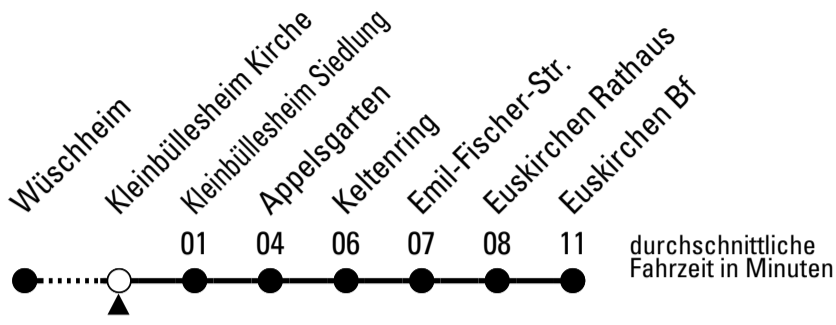 Wüschheim
Kleinbüllesheim Kirche
Kleinbüllesheim Siedlung
Appelsgarten
Keltenring
Emil-Fischer-Str.
Euskirchen Rathaus
Euskirchen Bf
01 04 06 07 08 11
durchschnittliche
Fahrzeit in Minuten